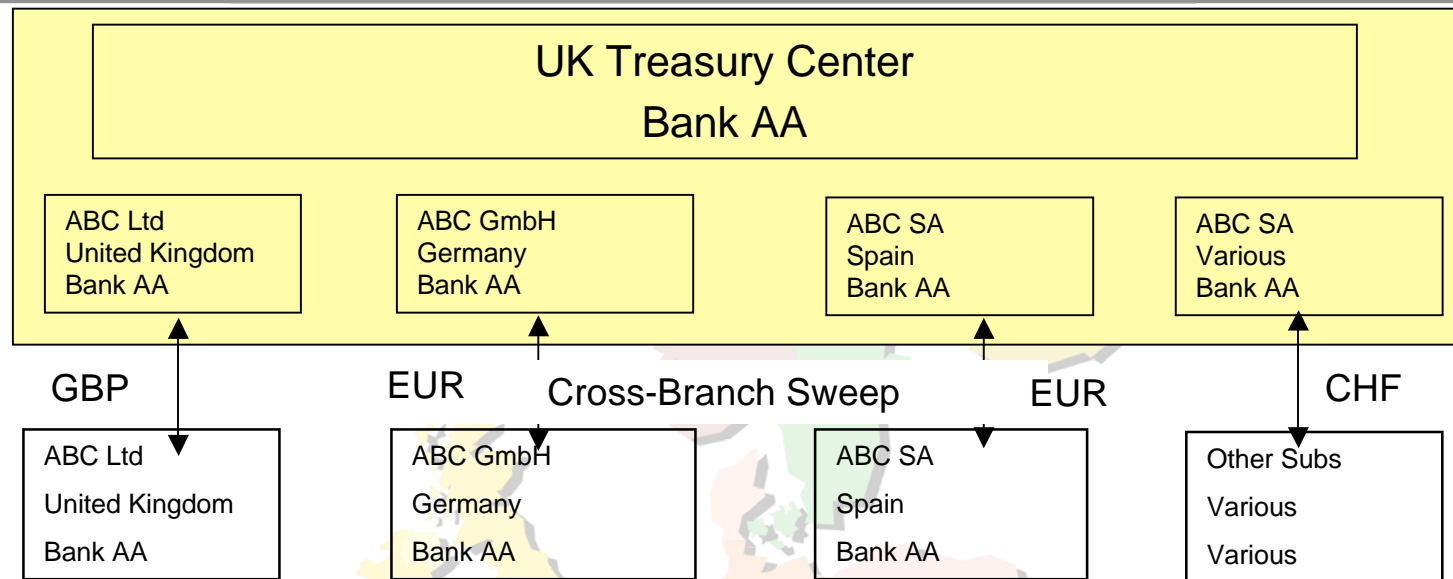 UK Treasury Center
Bank AA
ABC Ltd
United Kingdom
Bank AA
ABC GmbH
Germany
Bank AA
ABC SA
Spain
Bank AA
ABC SA
Various
Bank AA
GBP
EUR
Cross-Branch Sweep
EUR
CHF
ABC Ltd
United Kingdom
Bank AA
ABC GmbH
Germany
Bank AA
ABC SA
Spain
Bank AA
Other Subs
Various
Various